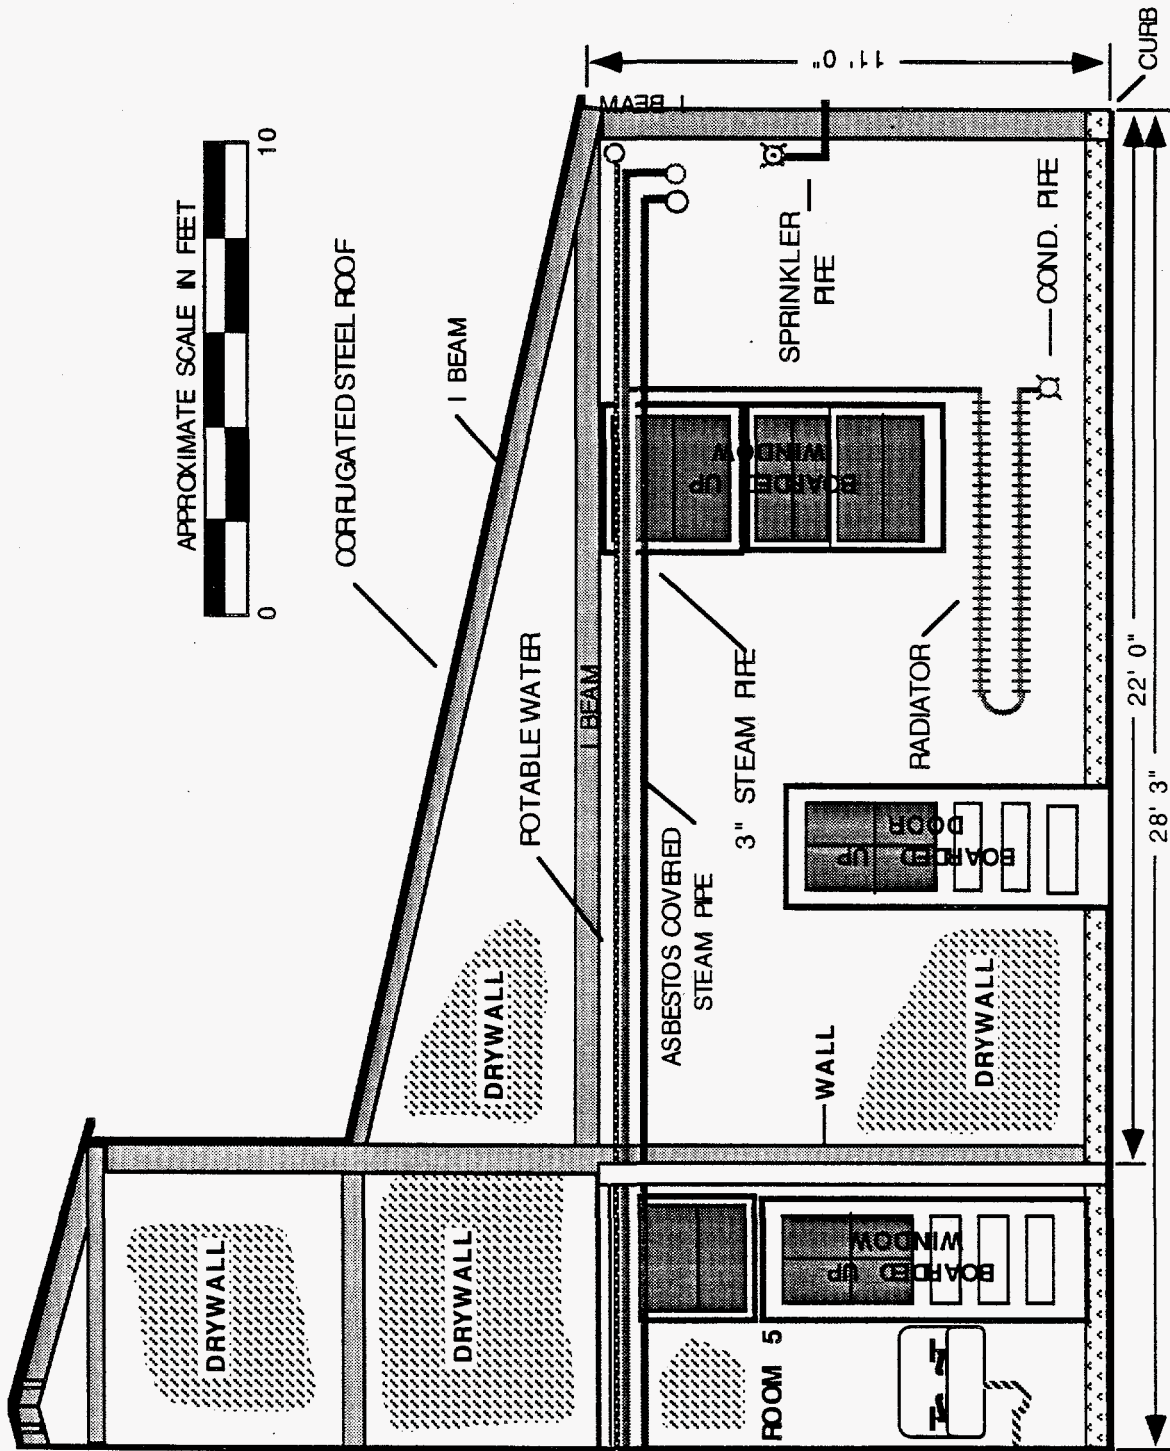 APPROXIMATE SCALE IN FEET
0
10
CORRUGATED STEEL ROOF
I BEAM
ROTABLE WATER
I BEAM
I BEAM
11' 0"
CURB
DRYWALL
DRYWALL
DRYWALL
ASBESTOS COVERED
STEAM PIPE
3" STEAM PIPE
BOARDED UP
WINDOW
SPRINKLER
PIPE
COND. PIPE
RADIATOR
BOARDED UP
DOOR
WALL
DRYWALL
BOARDED UP
WINDOW
ROOM 5
22' 0"
28' 3"